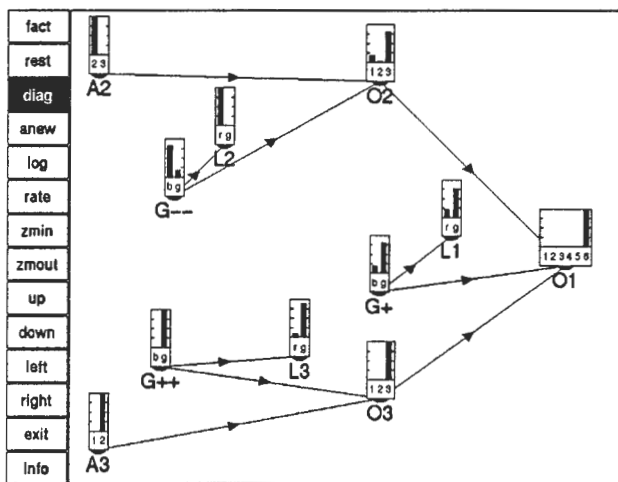 fact
rest
diag
anew
log
rate
zmin
zmout
up
down
left
right
exit
Info
2 3
A2
1 2 3
O2
r g
L2
b g
G--
r g
L1
1 2 3 4 5 6
O1
b g
G+
b g
G++
r g
L3
1 2 3
O3
1 2
A3